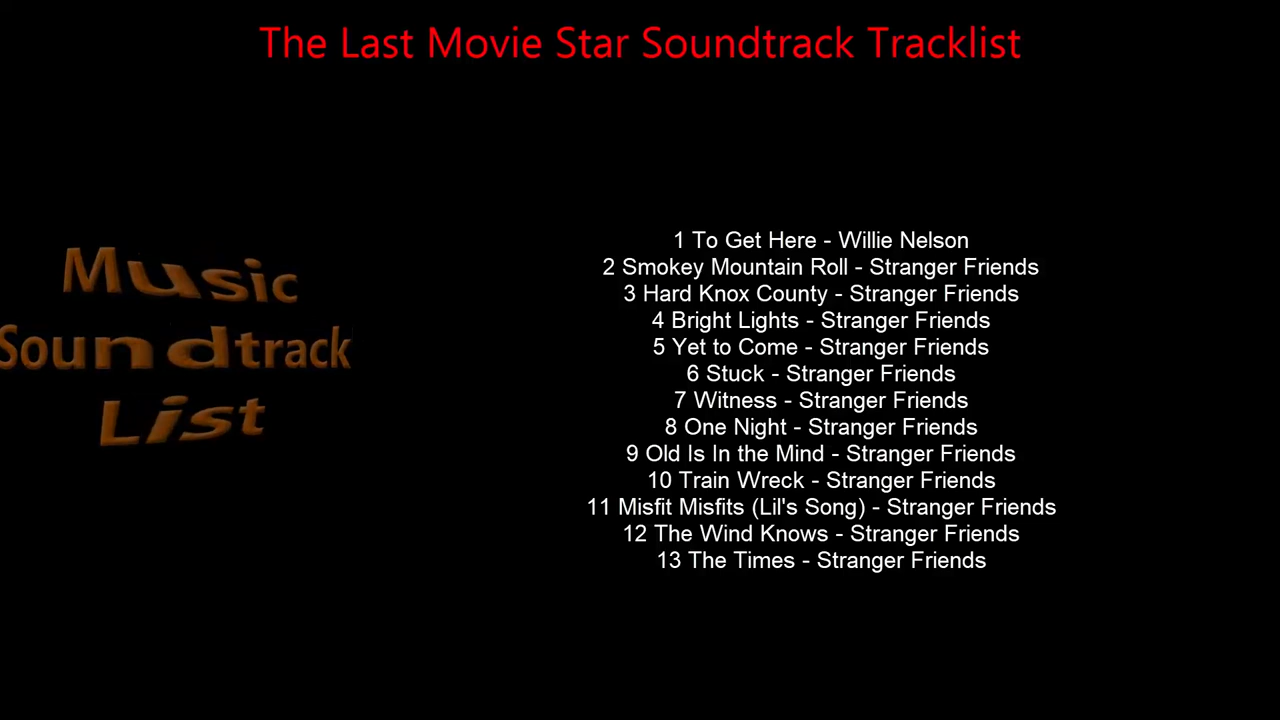 The Last Movie Star Soundtrack Tracklist
Music
Soundtrack
List
1 To Get Here - Willie Nelson
2 Smokey Mountain Roll - Stranger Friends
3 Hard Knox County - Stranger Friends
4 Bright Lights - Stranger Friends
5 Yet to Come - Stranger Friends
6 Stuck - Stranger Friends
7 Witness - Stranger Friends
8 One Night - Stranger Friends
9 Old Is In the Mind - Stranger Friends
10 Train Wreck - Stranger Friends
11 Misfit Misfits (Lil's Song) - Stranger Friends
12 The Wind Knows - Stranger Friends
13 The Times - Stranger Friends